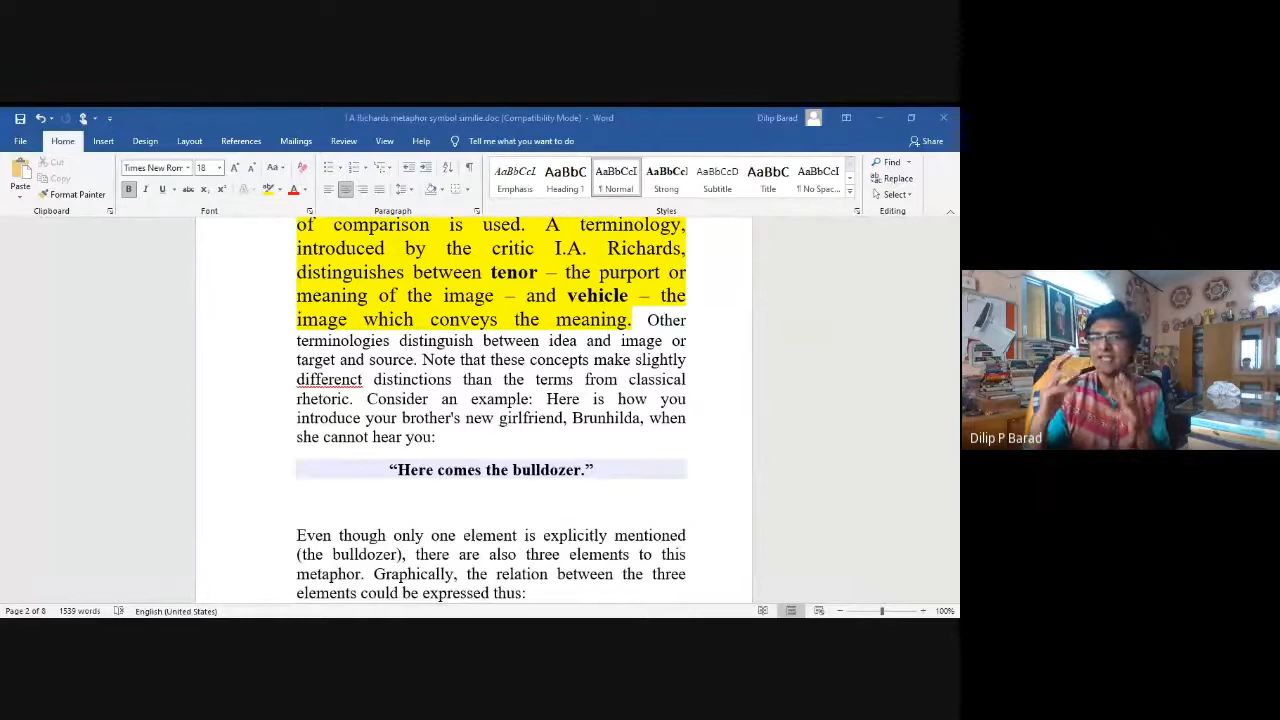 I A Richards metaphor symbol similie.doc [Compatibility Mode] - Word
Dilip Barad
File Home Insert Design Layout References Mailings Review View Help Tell me what you want to do Share
Paste
Cut
Copy
Format Painter
Clipboard
Times New Rom 18
Font
Paragraph
AaBbCcI AaBbC AaBbCcI AaBbCcI AaBbCcD AaBbC AaBbCcI
Emphasis Heading 1 ¶ Normal Strong Subtitle Title ¶ No Spac...
Styles
Find
Replace
Select
Editing
of comparison is used. A terminology,
introduced by the critic I.A. Richards,
distinguishes between tenor – the purport or
meaning of the image – and vehicle – the
image which conveys the meaning. Other
terminologies distinguish between idea and image or
target and source. Note that these concepts make slightly
differenct distinctions than the terms from classical
rhetoric. Consider an example: Here is how you
introduce your brother's new girlfriend, Brunhilda, when
she cannot hear you:
“Here comes the bulldozer.”
Even though only one element is explicitly mentioned
(the bulldozer), there are also three elements to this
metaphor. Graphically, the relation between the three
elements could be expressed thus:
Page 2 of 8 1539 words English (United States) 100%
Dilip P Barad